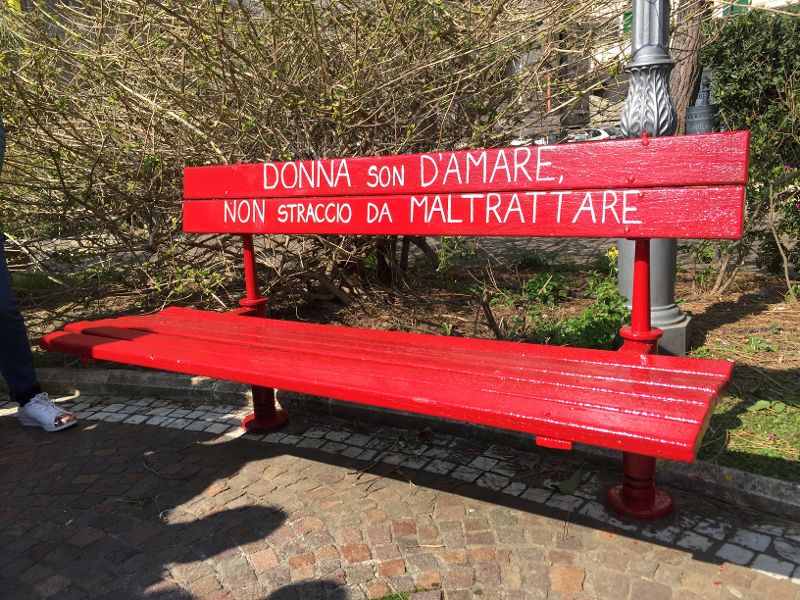 DONNA SON D'AMARE,
NON STRACCIO DA MALTRATTARE